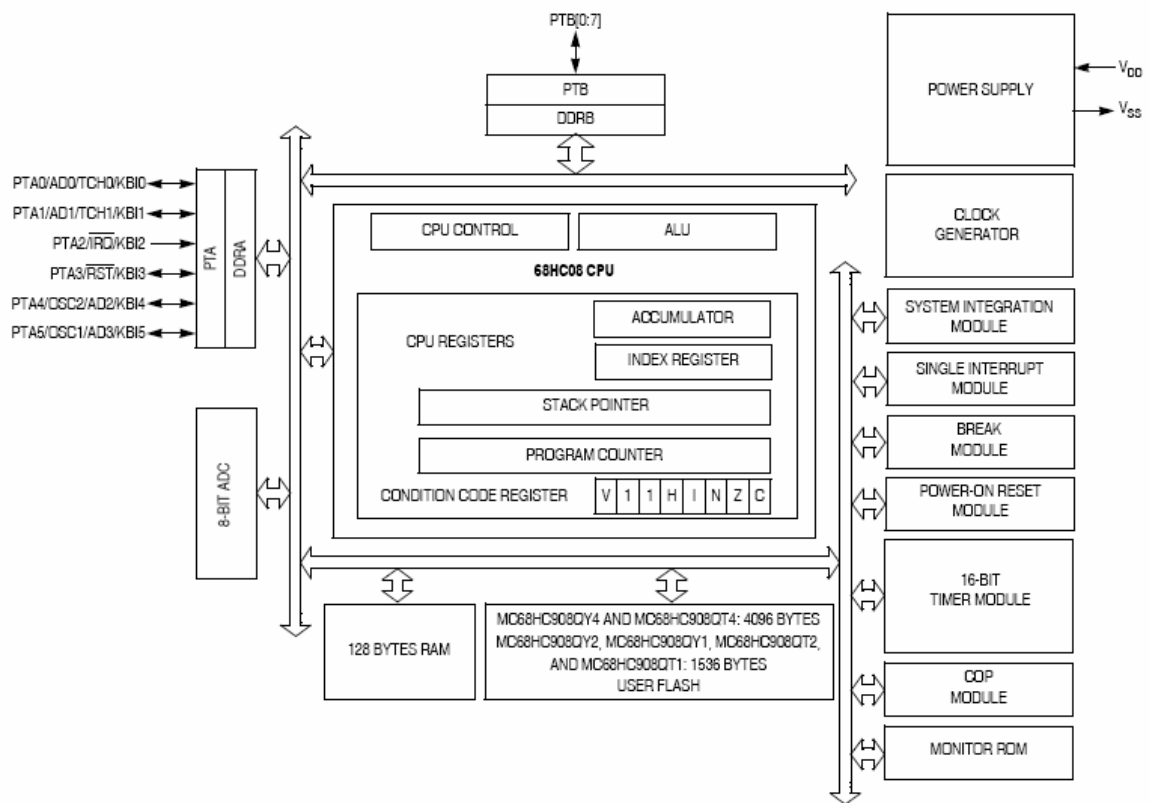 PTB[0:7]
PTB
DDRB
POWER SUPPLY
VDD
VSS
PTA0/AD0/TCH0/KBI0
PTA1/AD1/TCH1/KBI1
PTA2/IRQ/KBI2
PTA3/RST/KBI3
PTA4/OSC2/AD2/KBI4
PTA5/OSC1/AD3/KBI5
PTA
DDRA
8-BIT ADC
CPU CONTROL
ALU
68HC08 CPU
CPU REGISTERS
ACCUMULATOR
INDEX REGISTER
STACK POINTER
PROGRAM COUNTER
CONDITION CODE REGISTER
V 1 1 H I N Z C
128 BYTES RAM
MC68HC908QY4 AND MC68HC908QT4: 4096 BYTES
MC68HC908QY2, MC68HC908QY1, MC68HC908QT2,
AND MC68HC908QT1: 1536 BYTES
USER FLASH
CLOCK
GENERATOR
SYSTEM INTEGRATION
MODULE
SINGLE INTERRUPT
MODULE
BREAK
MODULE
POWER-ON RESET
MODULE
16-BIT
TIMER MODULE
COP
MODULE
MONITOR ROM